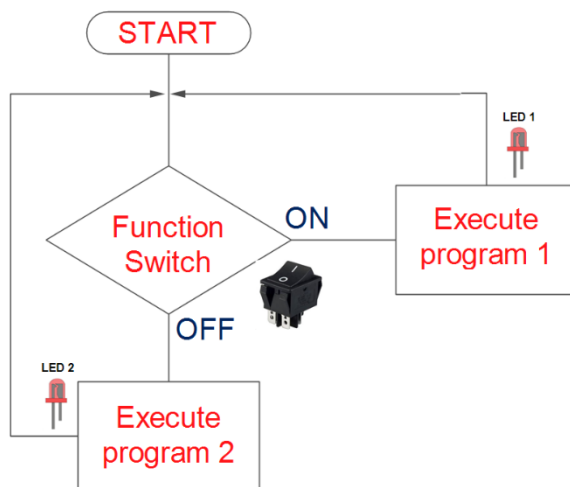 START
LED 1
Function
Switch
ON
Execute
program 1
OFF
LED 2
Execute
program 2